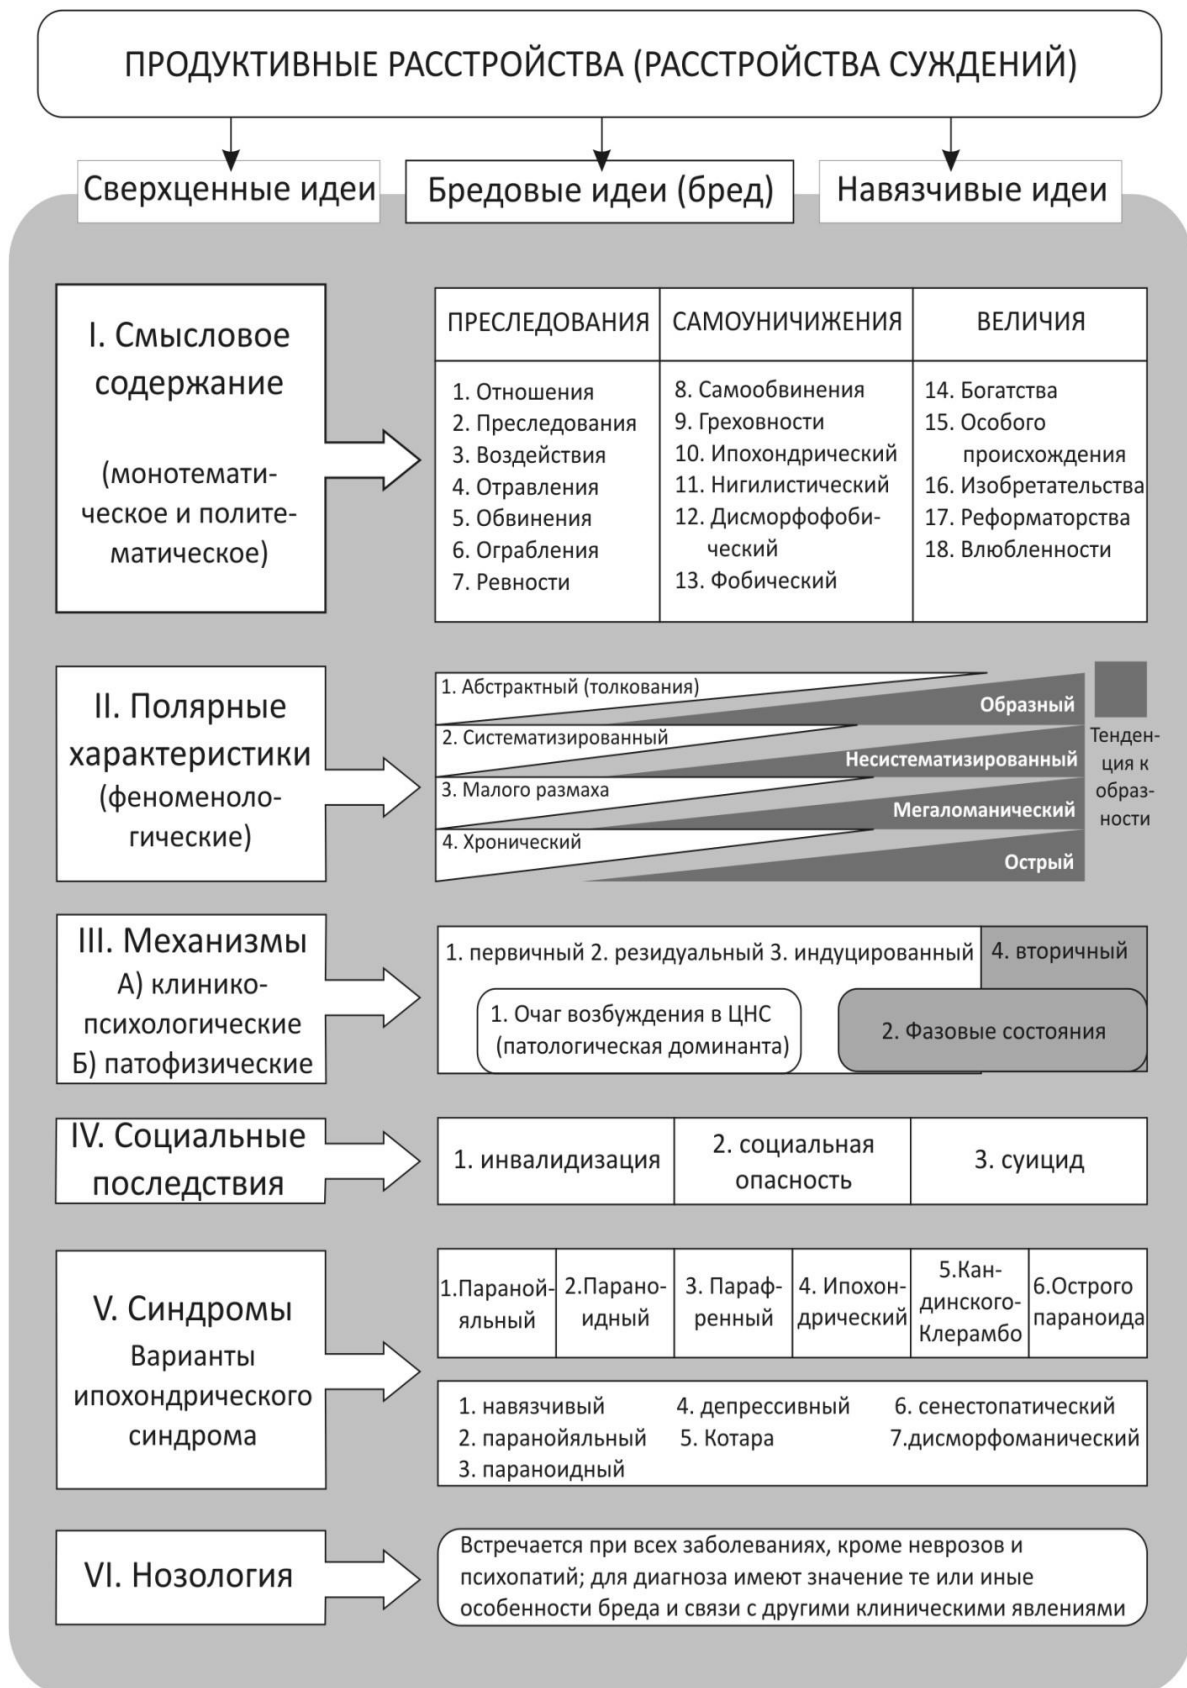 ПРОДУКТИВНЫЕ РАССТРОЙСТВА (РАССТРОЙСТВА СУЖДЕНИЙ)
Сверхценные идеи
Бредовые идеи (бред)
Навязчивые идеи
I. Смысловое
содержание
(монотемати-
ческое и полите-
матическое)
ПРЕСЛЕДОВАНИЯ
1. Отношения
2. Преследования
3. Воздействия
4. Отравления
5. Обвинения
6. Ограбления
7. Ревности
САМОУНИЧИЖЕНИЯ
8. Самообвинения
9. Греховности
10. Ипохондрический
11. Нигилистический
12. Дисморфофоби-
ческий
13. Фобический
ВЕЛИЧИЯ
14. Богатства
15. Особого
происхождения
16. Изобретательства
17. Реформаторства
18. Влюбленности
II. Полярные
характеристики
(феноменоло-
гические)
1. Абстрактный (толкования)
Образный
2. Систематизированный
Несистематизированный
3. Малого размаха
Мегаломанический
4. Хронический
Острый
Тенден-
ция к
образ-
ности
III. Механизмы
А) клинико-
психологические
Б) патофизические
1. первичный 2. резидуальный 3. индуцированный
4. вторичный
1. Очаг возбуждения в ЦНС
(патологическая доминанта)
2. Фазовые состояния
IV. Социальные
последствия
1. инвалидизация
2. социальная
опасность
3. суицид
V. Синдромы
Варианты
ипохондрического
синдрома
1.Параной-
яльный
2.Парано-
идный
3. Параф-
ренный
4. Ипохон-
дрический
5.Кан-
динского-
Клерамбо
6.Острого
параноида
1. навязчивый
2. паранойяльный
3. параноидный
4. депрессивный
5. Котара
6. сенестопатический
7.дисморфоманический
VI. Нозология
Встречается при всех заболеваниях, кроме неврозов и
психопатий; для диагноза имеют значение те или иные
особенности бреда и связи с другими клиническими явлениями